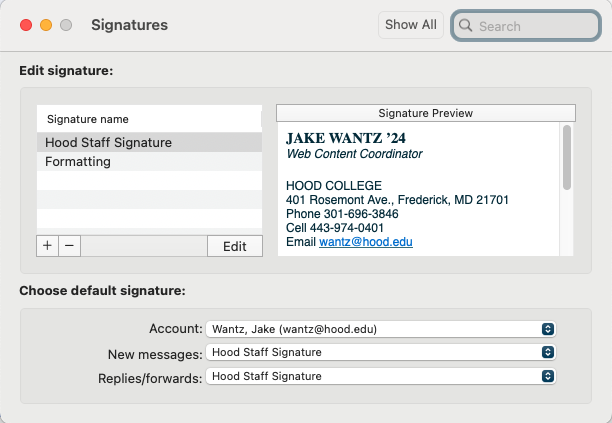 Signatures
Show All
Search
Edit signature:
Signature name
Hood Staff Signature
Formatting
+ −
Edit
Signature Preview
JAKE WANTZ ’24
Web Content Coordinator
HOOD COLLEGE
401 Rosemont Ave., Frederick, MD 21701
Phone 301-696-3846
Cell 443-974-0401
Email wantz@hood.edu
Choose default signature:
Account: Wantz, Jake (wantz@hood.edu)
New messages: Hood Staff Signature
Replies/forwards: Hood Staff Signature